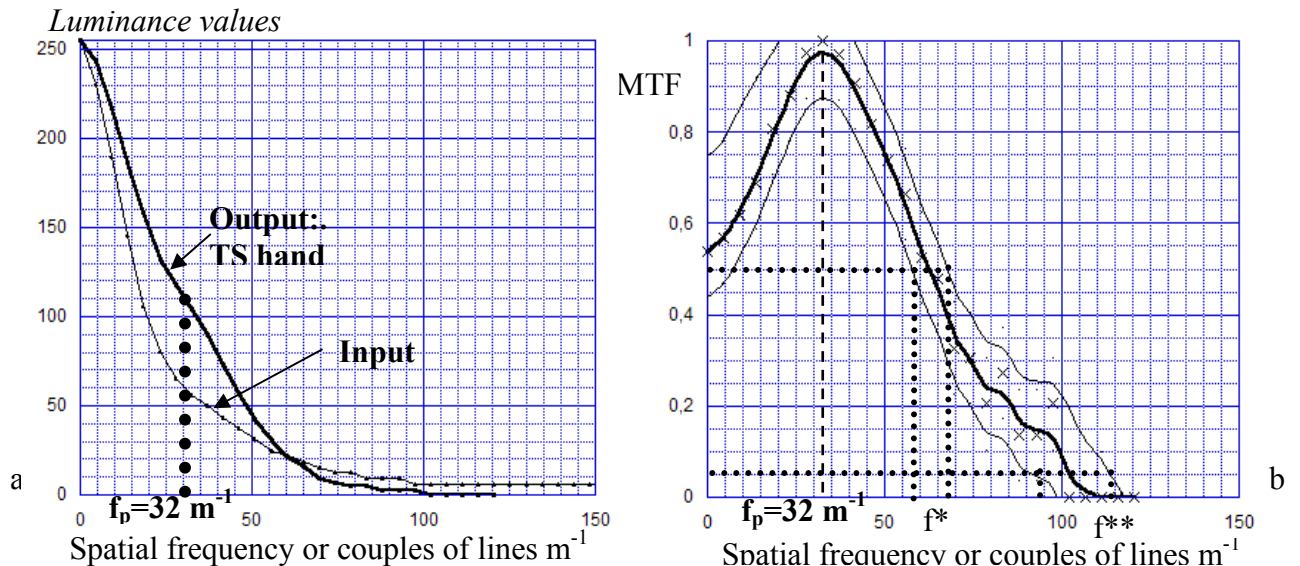 Luminance values
250
200
150
100
50
0
Output:.
TS hand
Input
a
f_p=32 m^-1
0 50 100 150
Spatial frequency or couples of lines m^-1
MTF
1
0,8
0,6
0,4
0,2
0
f_p=32 m^-1
0 50 f* 100 f** 150
Spatial frequency or couples of lines m^-1
b